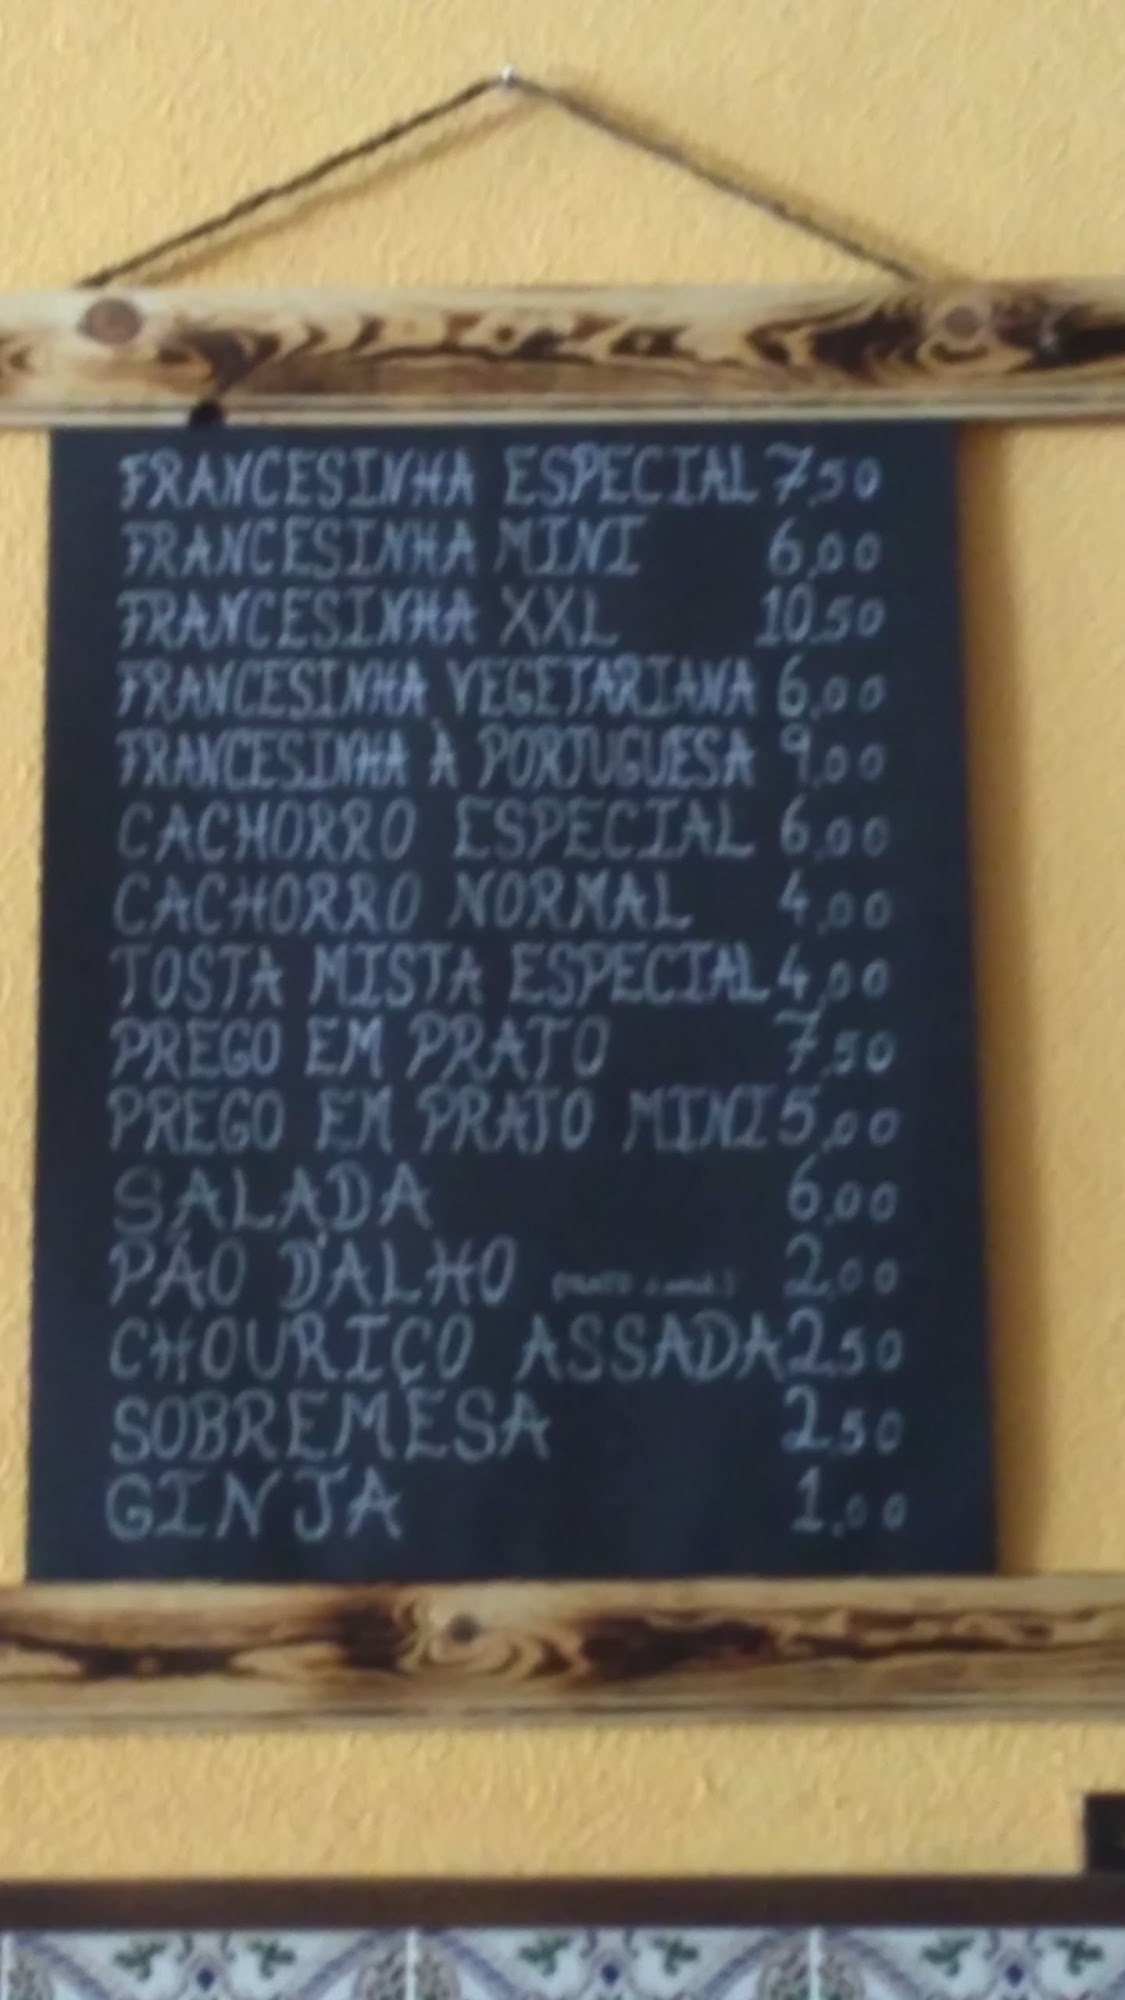 FRANCESINHA ESPECIAL 7,50
FRANCESINHA MINI 6,00
FRANCESINHA XXL 10,50
FRANCESINHA VEGETARIANA 6,00
FRANCESINHA À PORTUGUESA 9,00
CACHORRO ESPECIAL 6,00
CACHORRO NORMAL 4,00
TOSTA MISTA ESPECIAL 4,00
PREGO EM PRATO 7,50
PREGO EM PRATO MINI 5,00
SALADA 6,00
PÃO D'ALHO 2,00
CHOURIÇO ASSADA 2,50
SOBREMESA 2,50
GINJA 1,00